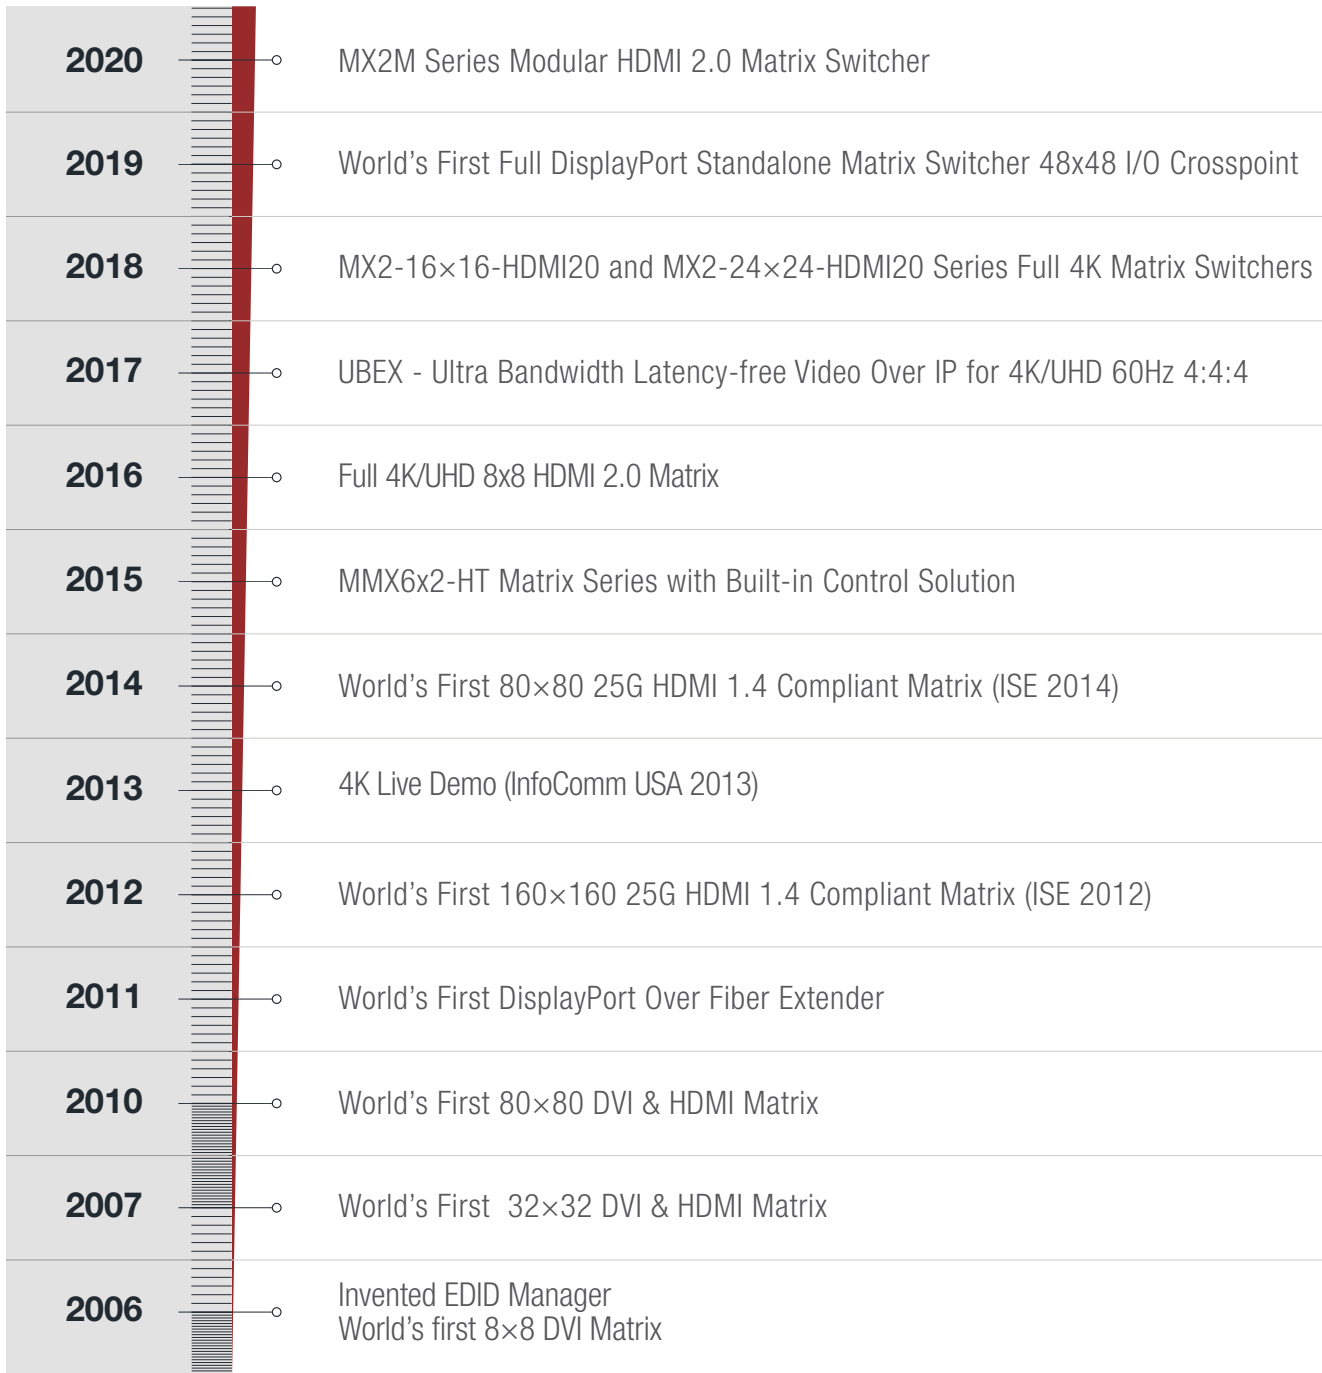 2020 MX2M Series Modular HDMI 2.0 Matrix Switcher
2019 World's First Full DisplayPort Standalone Matrix Switcher 48x48 I/O Crosspoint
2018 MX2-16×16-HDMI20 and MX2-24×24-HDMI20 Series Full 4K Matrix Switchers
2017 UBEX - Ultra Bandwidth Latency-free Video Over IP for 4K/UHD 60Hz 4:4:4
2016 Full 4K/UHD 8x8 HDMI 2.0 Matrix
2015 MMX6x2-HT Matrix Series with Built-in Control Solution
2014 World's First 80×80 25G HDMI 1.4 Compliant Matrix (ISE 2014)
2013 4K Live Demo (InfoComm USA 2013)
2012 World's First 160×160 25G HDMI 1.4 Compliant Matrix (ISE 2012)
2011 World's First DisplayPort Over Fiber Extender
2010 World's First 80×80 DVI & HDMI Matrix
2007 World's First 32×32 DVI & HDMI Matrix
2006 Invented EDID Manager
World's first 8×8 DVI Matrix